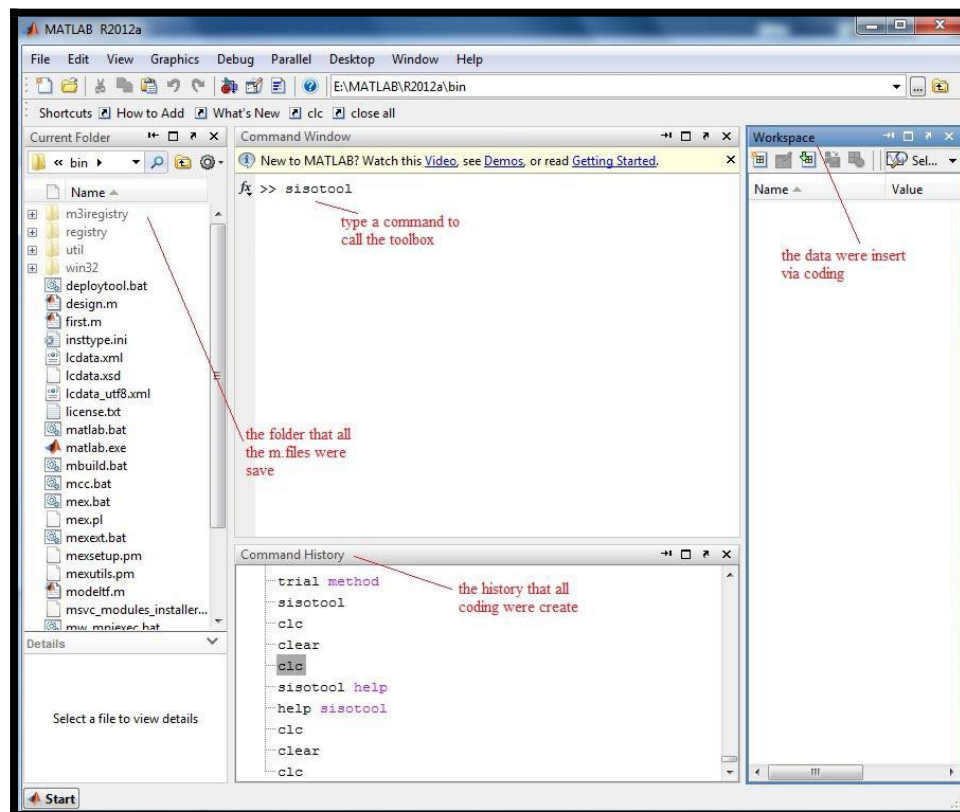 MATLAB R2012a
File Edit View Graphics Debug Parallel Desktop Window Help
E:\MATLAB\R2012a\bin
Shortcuts How to Add What's New clc close all
Current Folder
« bin
Name
m3iregistry
registry
util
win32
deploytool.bat
design.m
first.m
insttype.ini
lcdata.xml
lcdata.xsd
lcdata_utf8.xml
license.txt
matlab.bat
matlab.exe
mbuild.bat
mcc.bat
mex.bat
mex.pl
mexext.bat
mexsetup.pm
mexutils.pm
modeltf.m
msvc_modules_installer...
mw_mpiexec.bat
Details
Select a file to view details
Command Window
New to MATLAB? Watch this Video, see Demos, or read Getting Started.
fx >> sisotool
type a command to
call the toolbox
the folder that all
the m.files were
save
Command History
trial method
sisotool
clc
clear
clc
sisotool help
help sisotool
clc
clear
clc
the history that all
coding were create
Workspace
Sel...
Name Value
the data were insert
via coding
Start